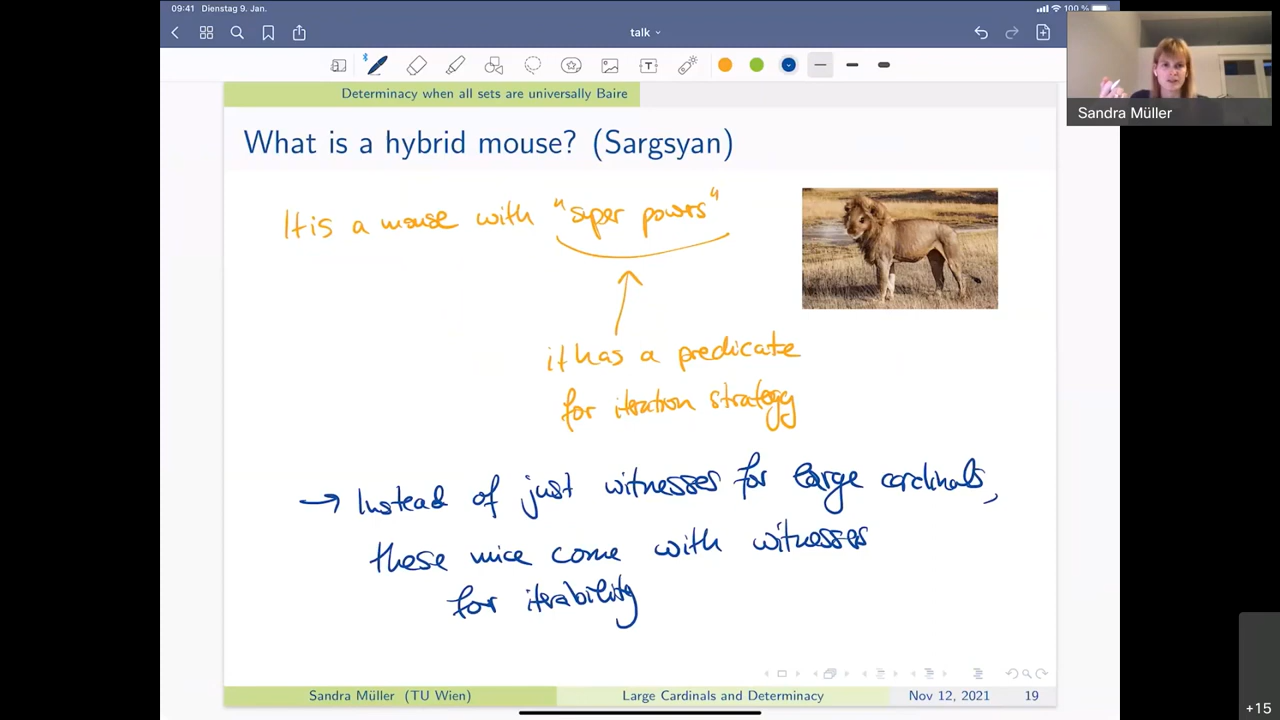 09:41 Dienstag 9. Jan.
100 %
talk
T
Determinacy when all sets are universally Baire
What is a hybrid mouse? (Sargsyan)
It is a mouse with "super powers"
it has a predicate
for iteration strategy
→ Instead of just witnesses for large cardinals,
these mice come with witnesses
for iterability
Sandra Müller (TU Wien) Large Cardinals and Determinacy Nov 12, 2021 19
Sandra Müller
+15